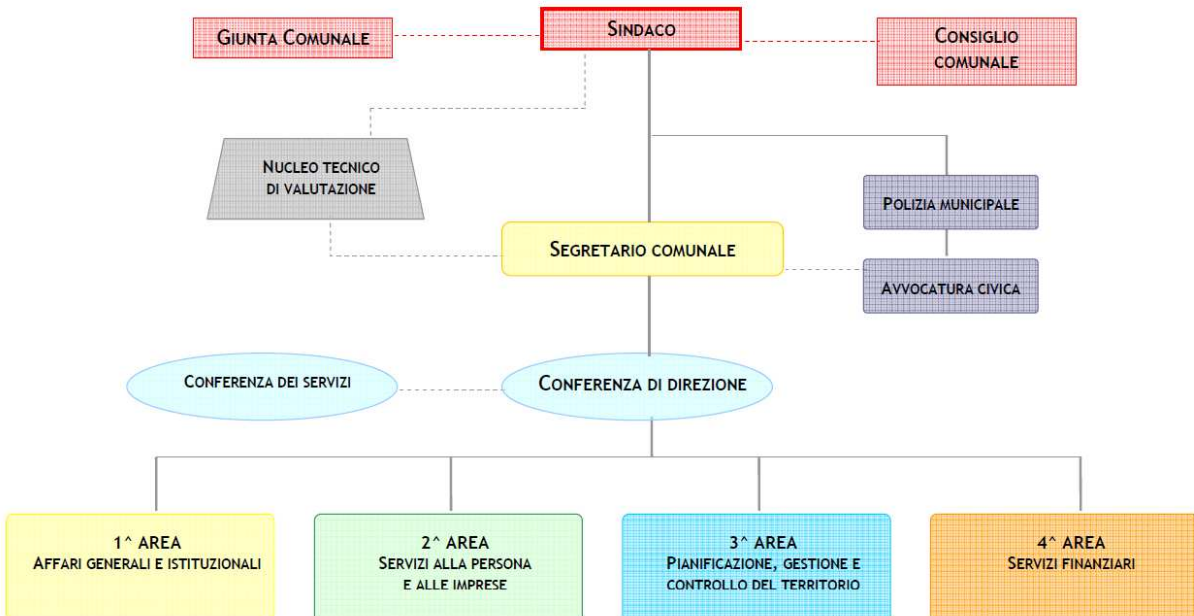 GIUNTA COMUNALE
SINDACO
CONSIGLIO
COMUNALE
NUCLEO TECNICO
DI VALUTAZIONE
POLIZIA MUNICIPALE
SEGRETARIO COMUNALE
AVVOCATURA CIVICA
CONFERENZA DEI SERVIZI
CONFERENZA DI DIREZIONE
1^ AREA
AFFARI GENERALI E ISTITUZIONALI
2^ AREA
SERVIZI ALLA PERSONA
E ALLE IMPRESE
3^ AREA
PIANIFICAZIONE, GESTIONE E
CONTROLLO DEL TERRITORIO
4^ AREA
SERVIZI FINANZIARI